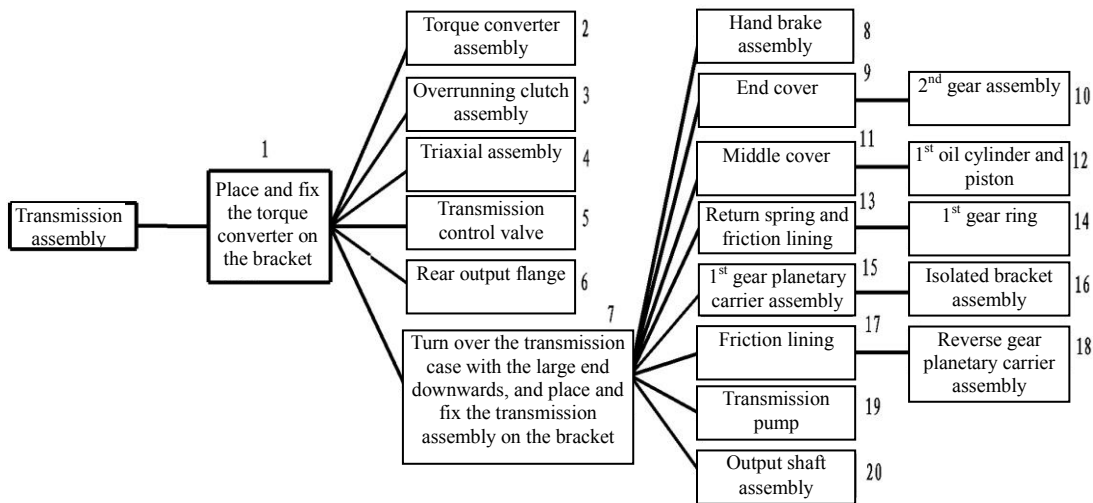 Transmission
assembly
1
Place and fix
the torque
converter on
the bracket
Torque converter
assembly
2
Overrunning clutch
assembly
3
Triaxial assembly
4
Transmission
control valve
5
Rear output flange
6
7
Turn over the transmission
case with the large end
downwards, and place and
fix the transmission
assembly on the bracket
Hand brake
assembly
8
End cover
9
2nd gear assembly
10
Middle cover
11
1st oil cylinder and
piston
12
Return spring and
friction lining
13
1st gear ring
14
1st gear planetary
carrier assembly
15
Isolated bracket
assembly
16
Friction lining
17
Reverse gear
planetary carrier
assembly
18
Transmission
pump
19
Output shaft
assembly
20